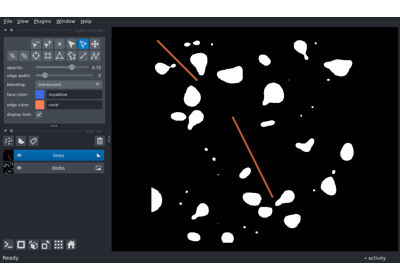 File View Plugins Window Help
opacity: 0.70
edge width: 5
blending: translucent
face color: royalblue
edge color: coral
display text: ✓
lines
blobs
Ready
activity